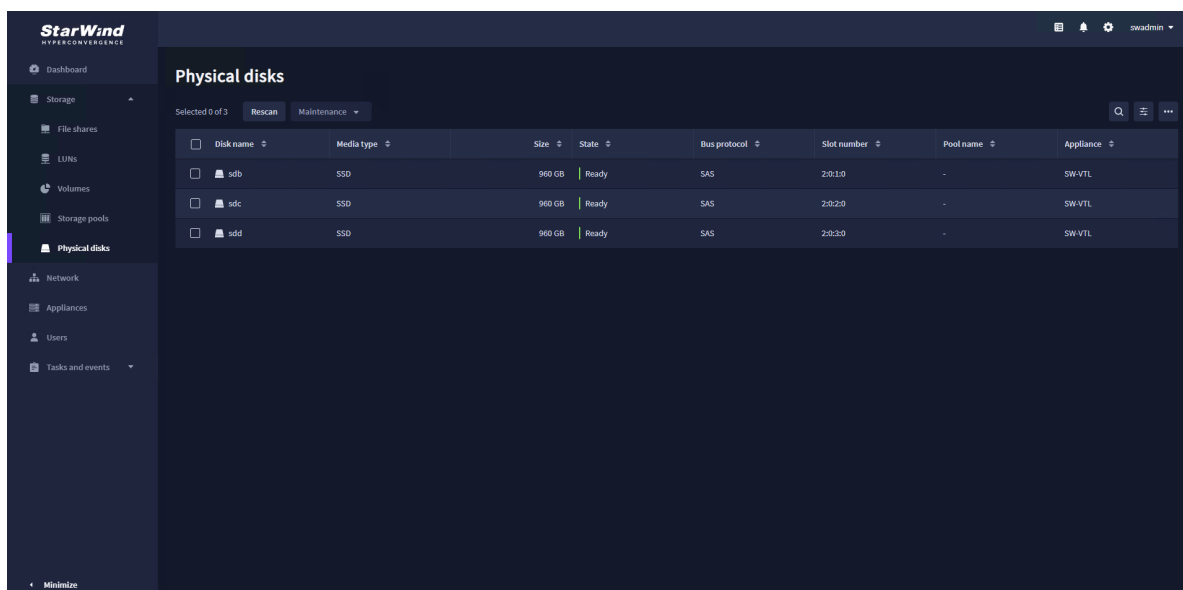 StarWind
HYPERCONVERGENCE
swadmin
Dashboard
Storage
File shares
LUNs
Volumes
Storage pools
Physical disks
Network
Appliances
Users
Tasks and events
Minimize
Physical disks
Selected 0 of 3 Rescan Maintenance
Disk name Media type Size State Bus protocol Slot number Pool name Appliance
sdb SSD 960 GB Ready SAS 2:0:1:0 - SW-VTL
sdc SSD 960 GB Ready SAS 2:0:2:0 - SW-VTL
sdd SSD 960 GB Ready SAS 2:0:3:0 - SW-VTL